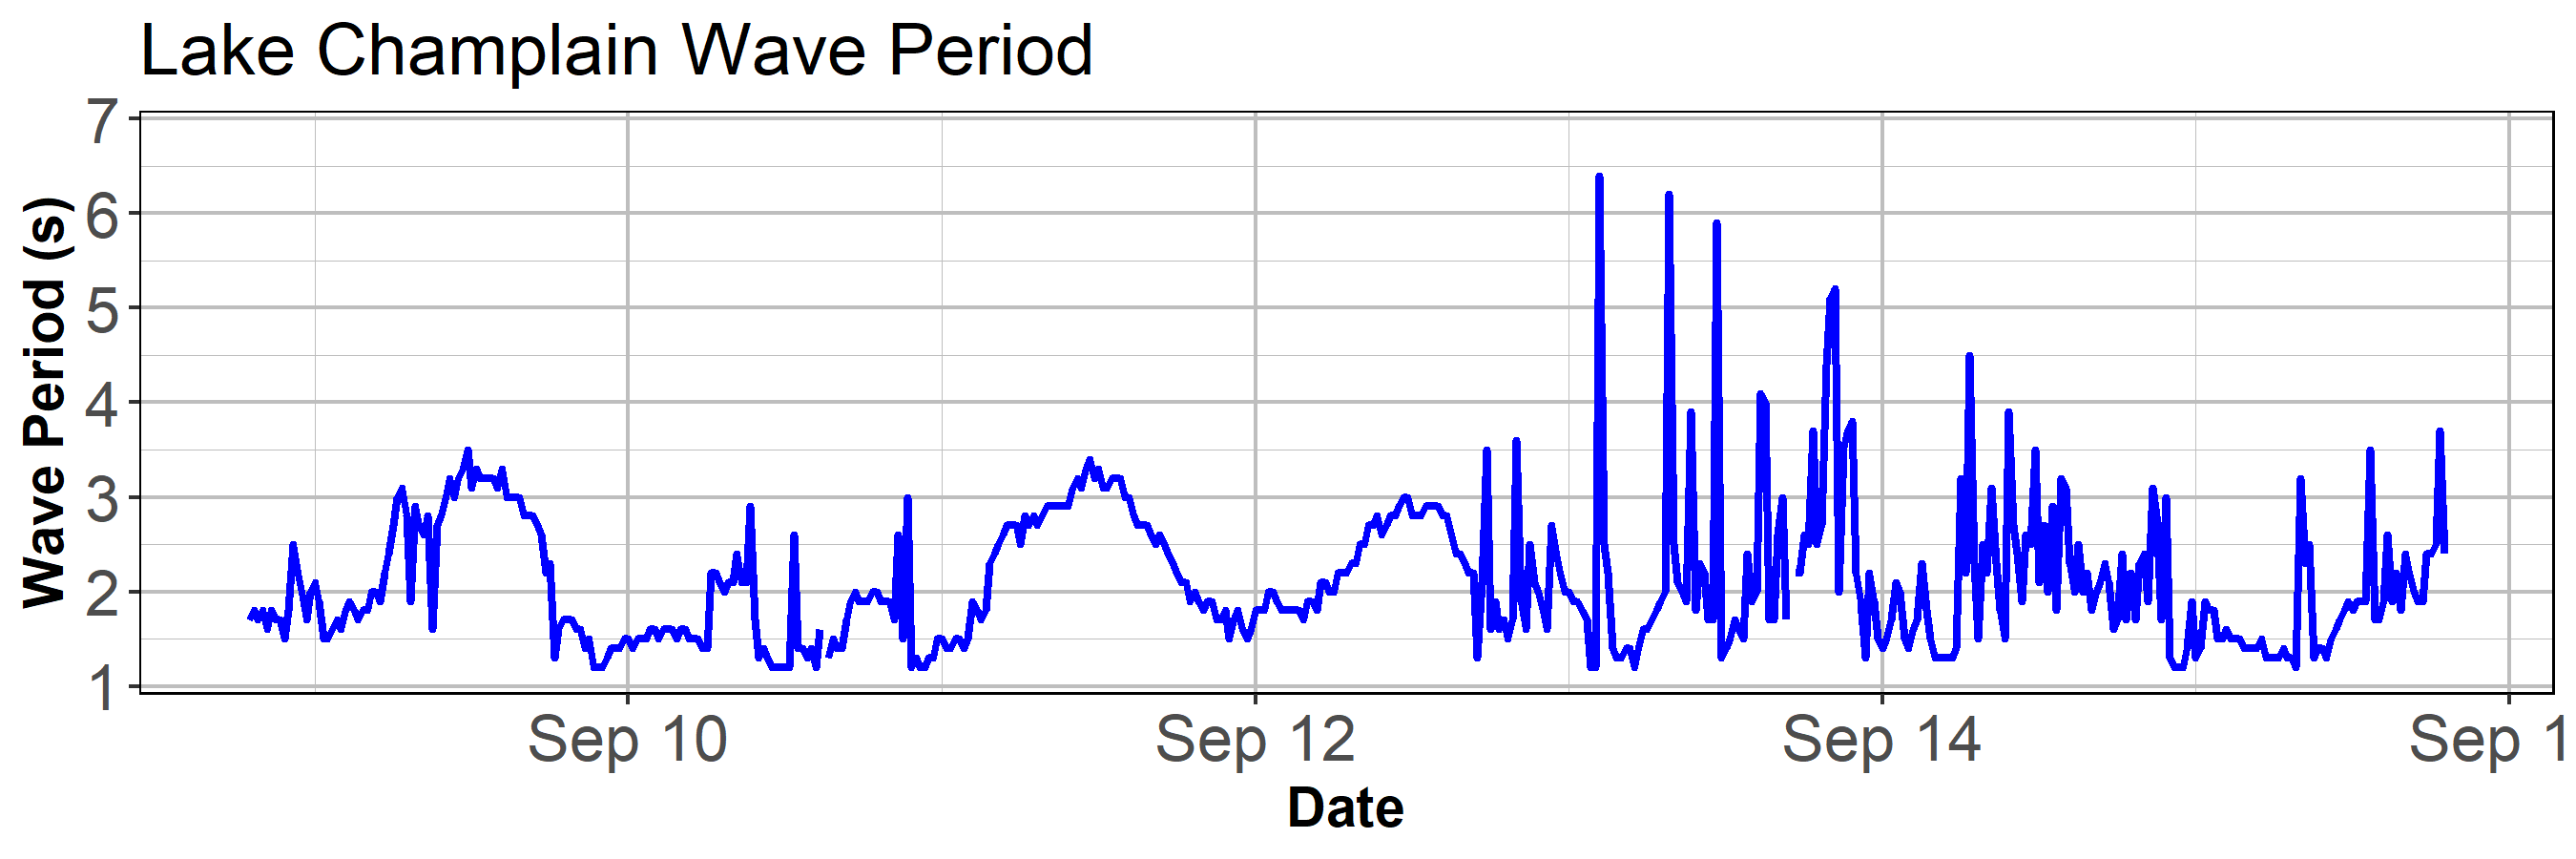 Lake Champlain Wave Period
Wave Period (s)
7
6
5
4
3
2
1
Sep 10
Sep 12
Sep 14
Sep 1
Date